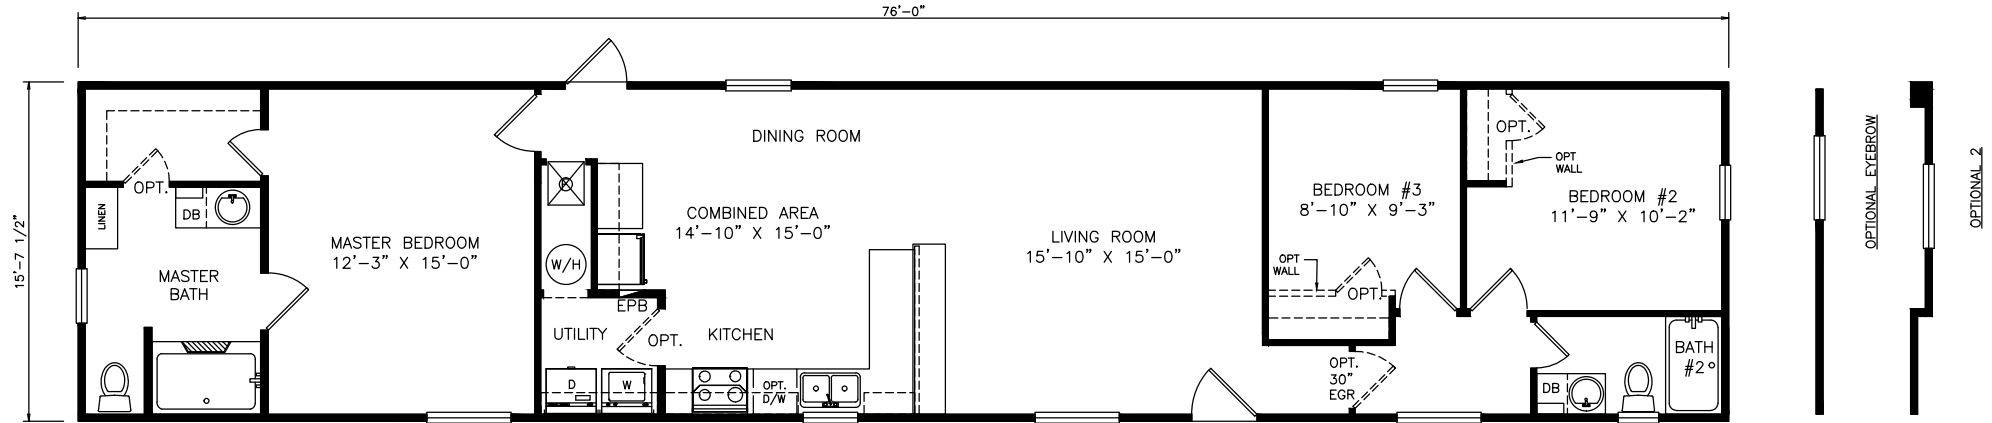 76'-0"
15'-7 1/2"
OPT.
LINEN
DB
MASTER
BATH
MASTER BEDROOM
12'-3" X 15'-0"
W/H
EPB
UTILITY
OPT.
D
W
DINING ROOM
COMBINED AREA
14'-10" X 15'-0"
KITCHEN
OPT.
D/W
LIVING ROOM
15'-10" X 15'-0"
BEDROOM #3
8'-10" X 9'-3"
OPT
WALL
OPT.
OPT.
30"
EGR
OPT.
OPT
WALL
BEDROOM #2
11'-9" X 10'-2"
DB
BATH
#2
OPTIONAL EYEBROW
OPTIONAL 2